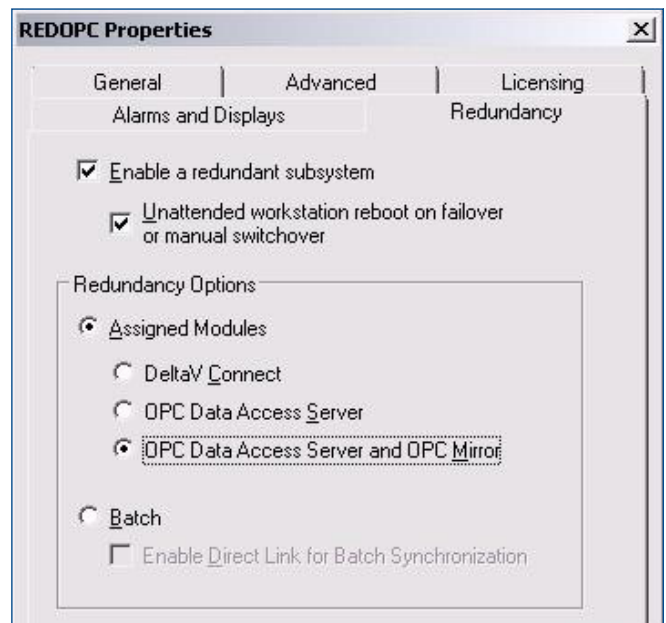 REDOPC Properties
General Advanced Licensing
Alarms and Displays Redundancy
Enable a redundant subsystem
Unattended workstation reboot on failover
or manual switchover
Redundancy Options
Assigned Modules
DeltaV Connect
OPC Data Access Server
OPC Data Access Server and OPC Mirror
Batch
Enable Direct Link for Batch Synchronization